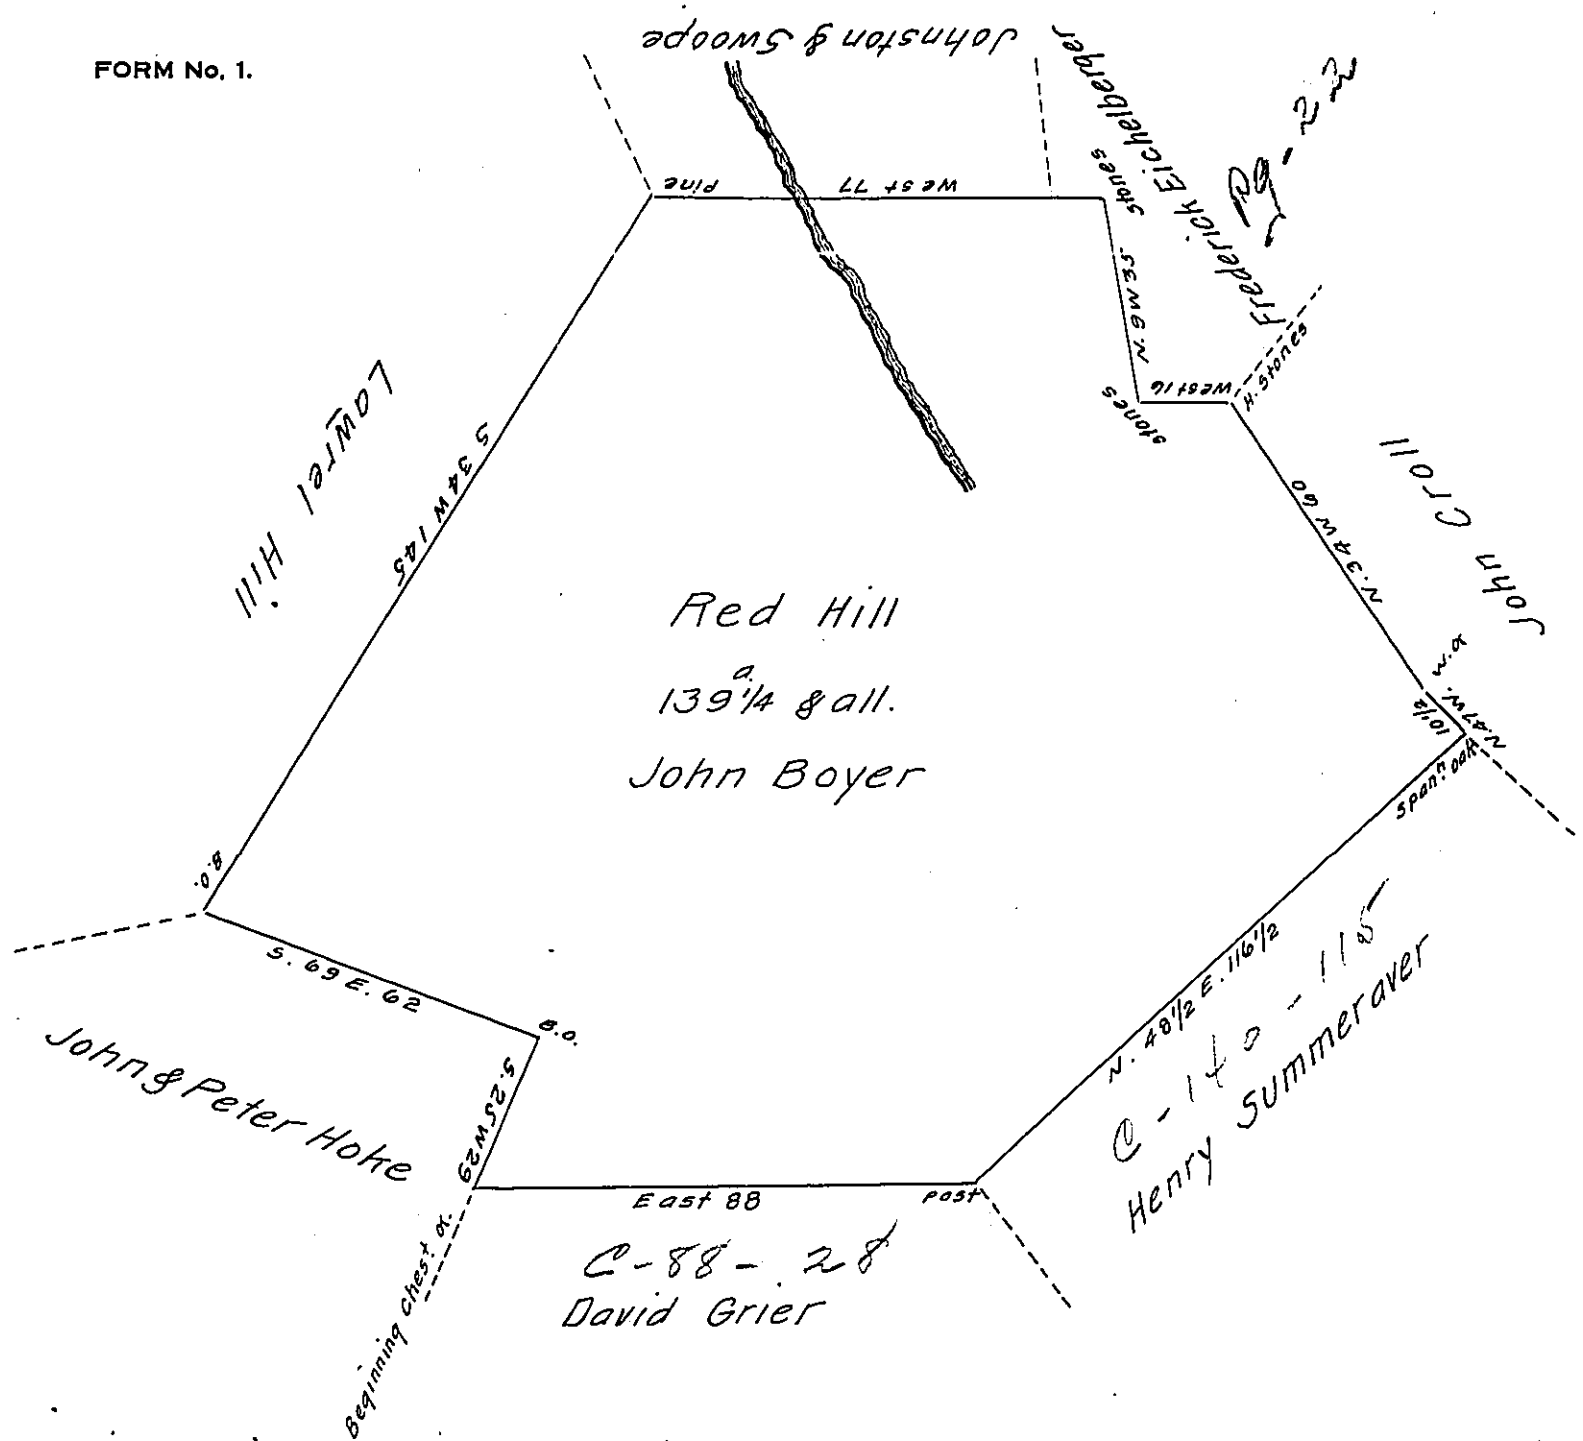 FORM No. 1.
Johnston & Swoope
Frederick Eichelberger
Pine
West 77
stones
N. 9 W 35.
stones
West 16
H. Stones
John Croll
N. 34 W 60
W. O.
N. 47 W.
10 1/2
Span.n oak
N. 48 1/2 E. 116 1/2
C-140-115
Henry Summeraver
Lawrel Hill
S 34 W 145
Red Hill
a.
139 1/4 & all.
John Boyer
B.O.
S. 69 E. 62
B.O.
S. 25 W 29
John & Peter Hoke
East 88
post
C-88-28
David Grier
Beginning Chest. O.